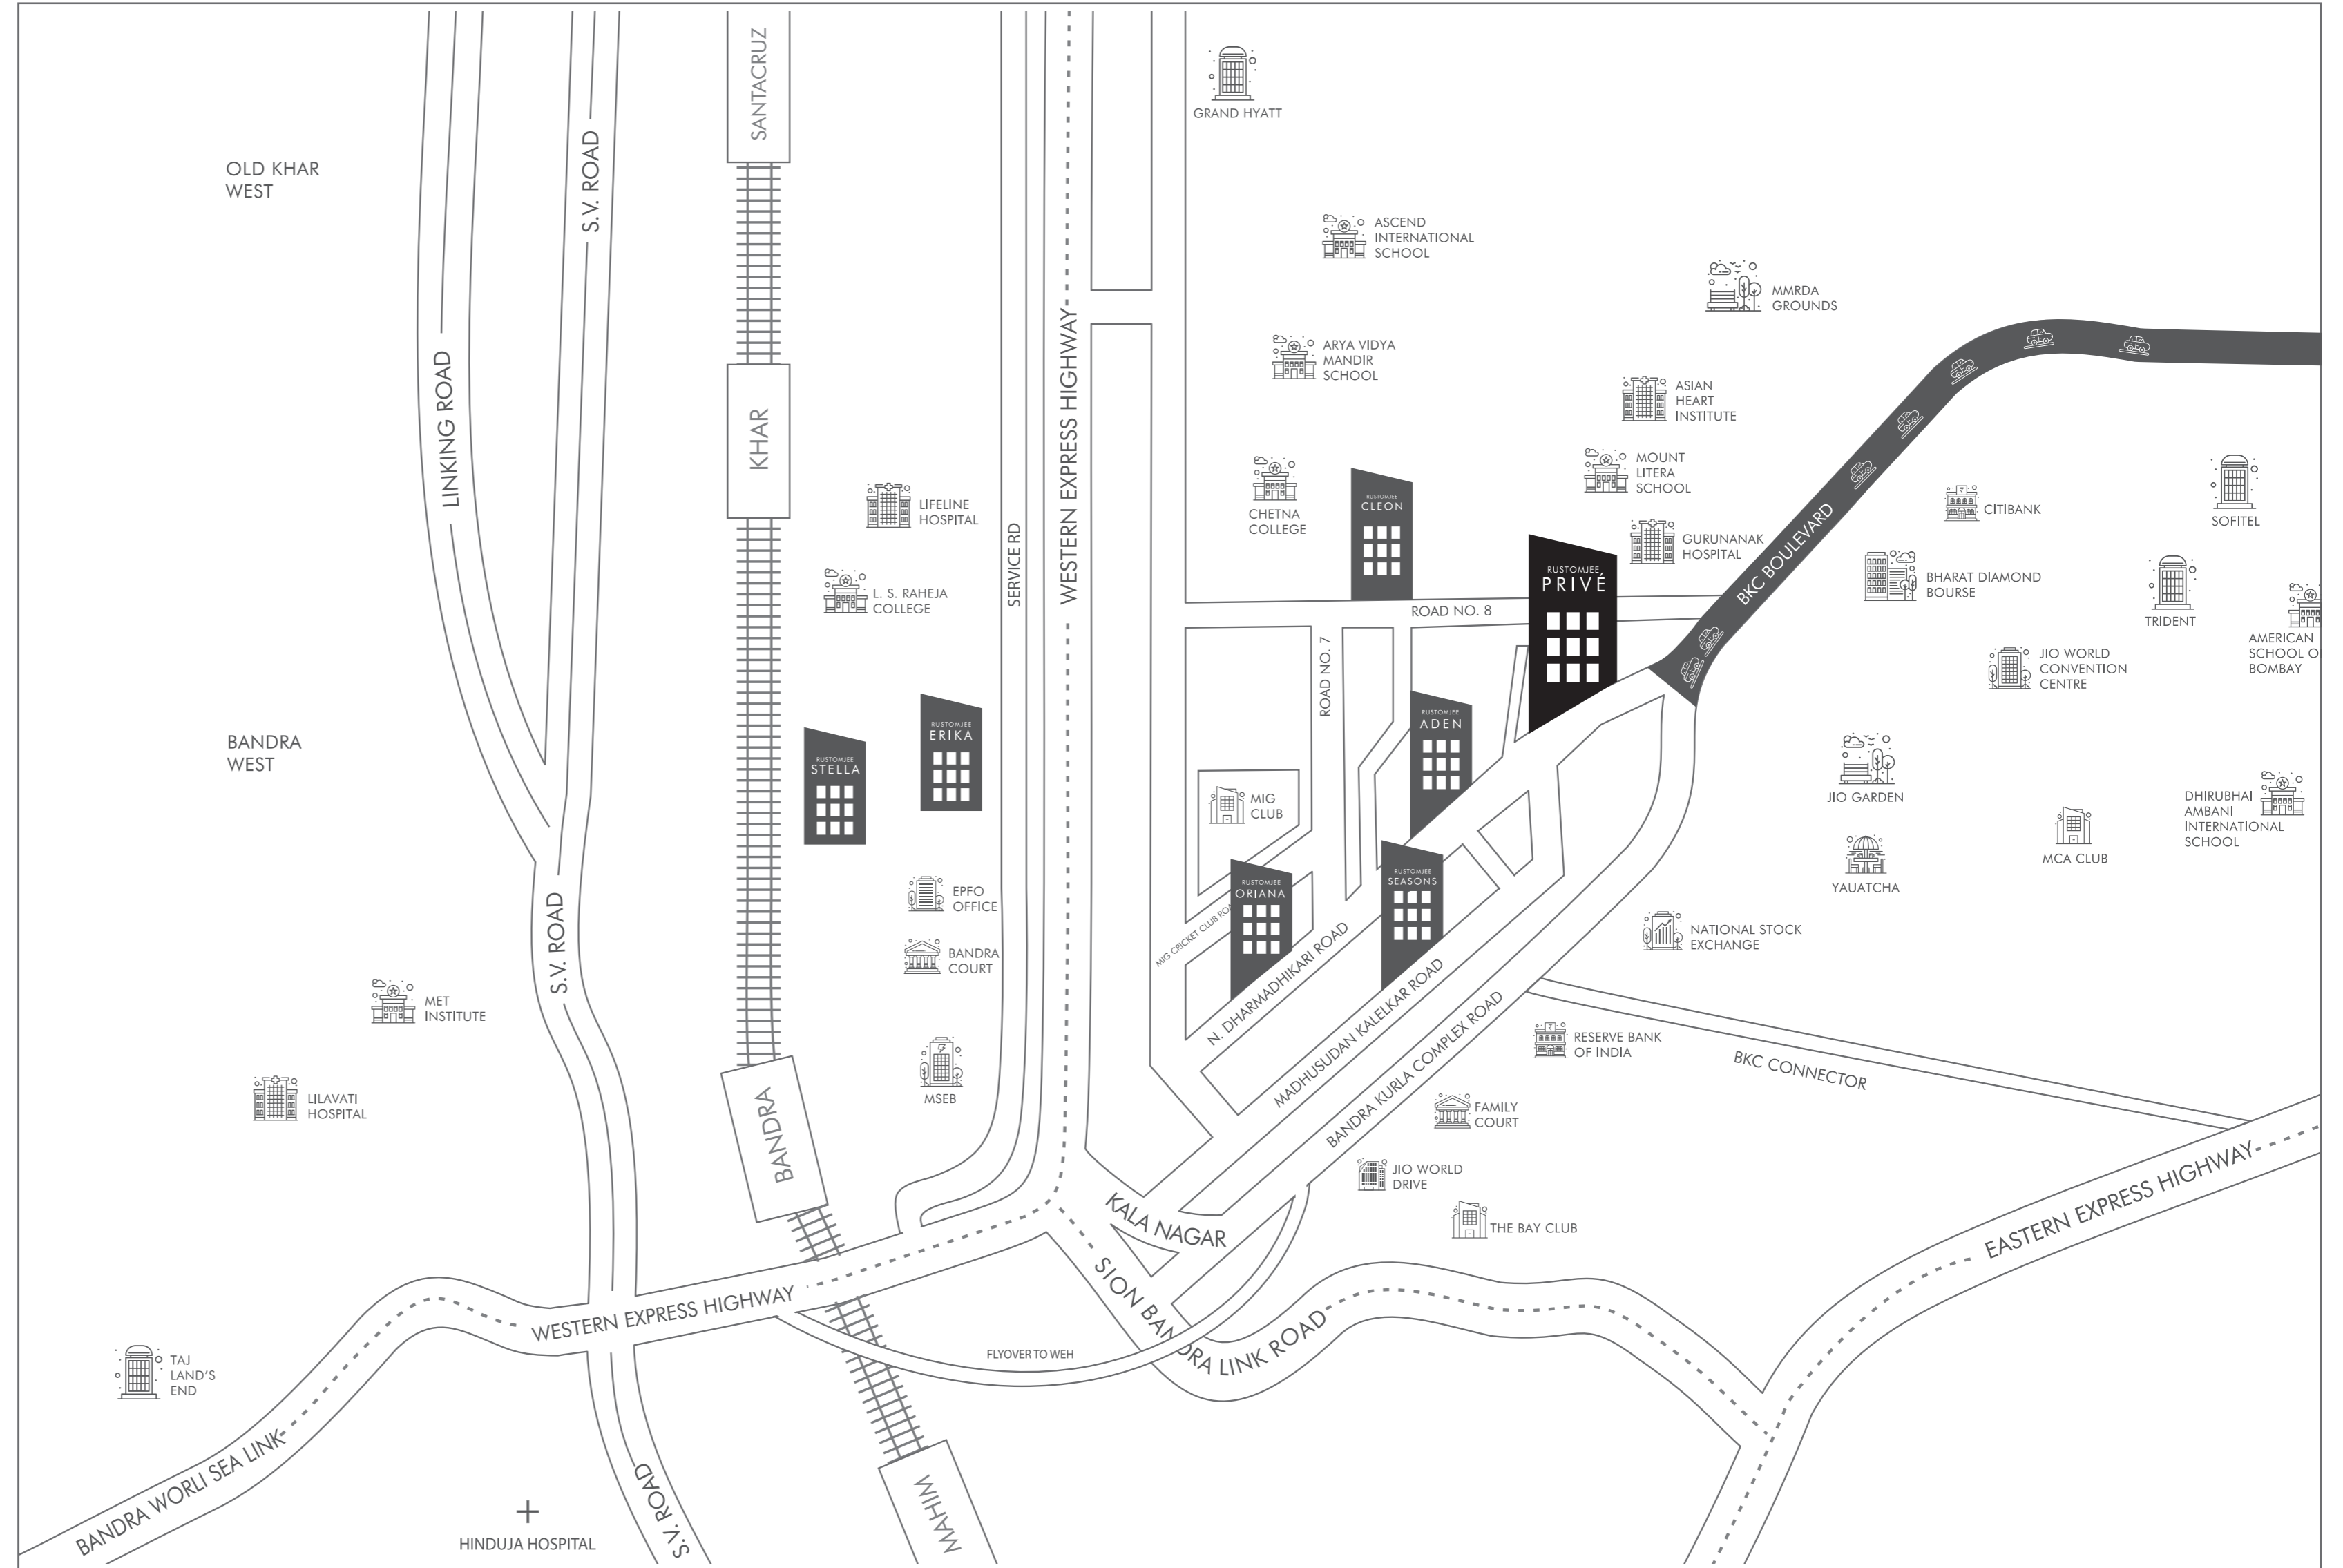 GRAND HYATT
SANTACRUZ
S.V. ROAD
OLD KHAR
WEST
ASCEND
INTERNATIONAL
SCHOOL
MMRDA
GROUNDS
ARYA VIDYA
MANDIR
SCHOOL
LINKING ROAD
KHAR
WESTERN EXPRESS HIGHWAY
ASIAN
HEART
INSTITUTE
MOUNT
LITERA
SCHOOL
LIFELINE
HOSPITAL
CHETNA
COLLEGE
RUSTOMJEE
CLEON
CITIBANK
SOFITEL
SERVICE RD
GURUNANAK
HOSPITAL
BKC BOULEVARD
RUSTOMJEE
PRIVÉ
L. S. RAHEJA
COLLEGE
BHARAT DIAMOND
BOURSE
TRIDENT
ROAD NO. 8
AMERICAN
SCHOOL O
BOMBAY
JIO WORLD
CONVENTION
CENTRE
ROAD NO. 7
BANDRA
WEST
RUSTOMJEE
ERIKA
RUSTOMJEE
STELLA
RUSTOMJEE
ADEN
MIG
CLUB
JIO GARDEN
DHIRUBHAI
AMBANI
INTERNATIONAL
SCHOOL
MCA CLUB
YAUATCHA
RUSTOMJEE
SEASONS
RUSTOMJEE
ORIANA
EPFO
OFFICE
S.V. ROAD
MIG CRICKET CLUB RO
NATIONAL STOCK
EXCHANGE
BANDRA
COURT
N. DHARMADHIKARI ROAD
MADHUSUDAN KALELKAR ROAD
BANDRA KURLA COMPLEX ROAD
MET
INSTITUTE
RESERVE BANK
OF INDIA
BKC CONNECTOR
MSEB
LILAVATI
HOSPITAL
BANDRA
FAMILY
COURT
JIO WORLD
DRIVE
KALA NAGAR
THE BAY CLUB
EASTERN EXPRESS HIGHWAY
WESTERN EXPRESS HIGHWAY
SION BANDRA LINK ROAD
FLYOVER TO WEH
TAJ
LAND'S
END
BANDRA WORLI SEA LINK
S.V. ROAD
MAHIM
HINDUJA HOSPITAL